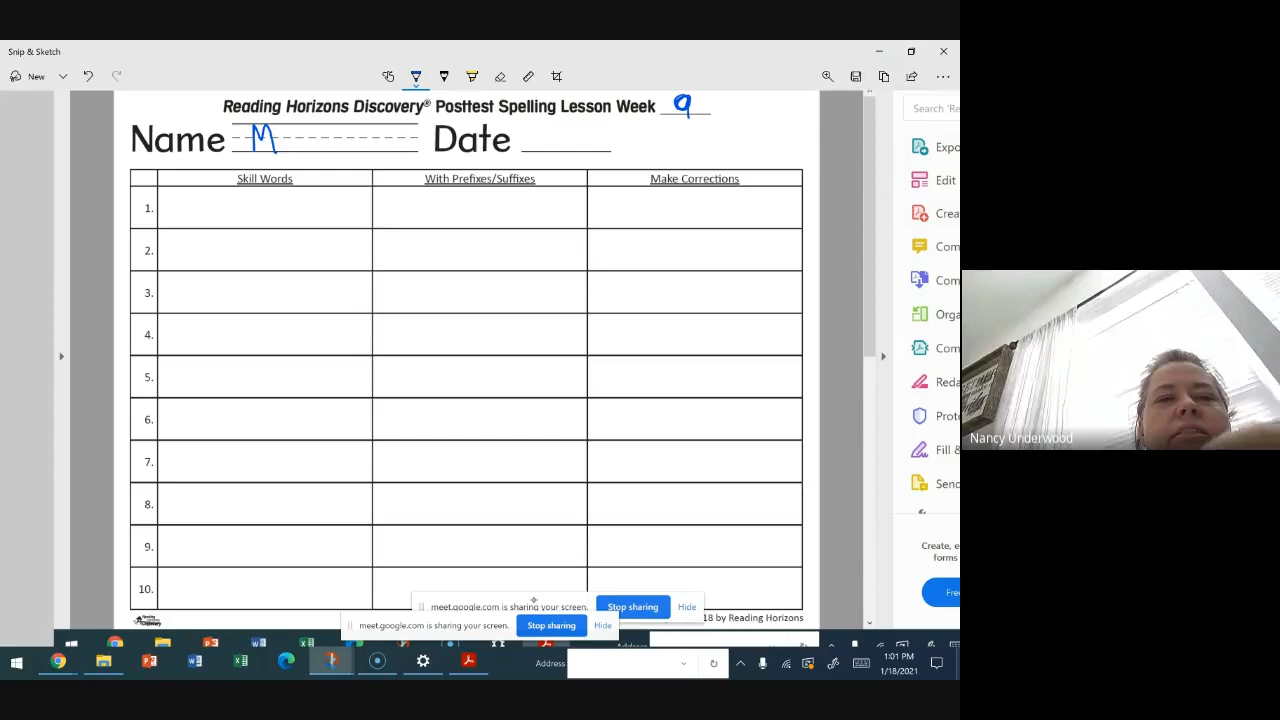 Snip & Sketch
New
Reading Horizons Discovery® Posttest Spelling Lesson Week 9
Name M Date
Skill Words With Prefixes/Suffixes Make Corrections
1.
2.
3.
4.
5.
6.
7.
8.
9.
10.
Search 'Re
Expo
Edit
Crea
Com
Com
Orga
Com
Reda
Prote
Fill &
Send
Create, e
forms
Free
Nancy Underwood
meet.google.com is sharing your screen. Stop sharing Hide
meet.google.com is sharing your screen. Stop sharing Hide
18 by Reading Horizons
Address
Address
1:01 PM
1/18/2021